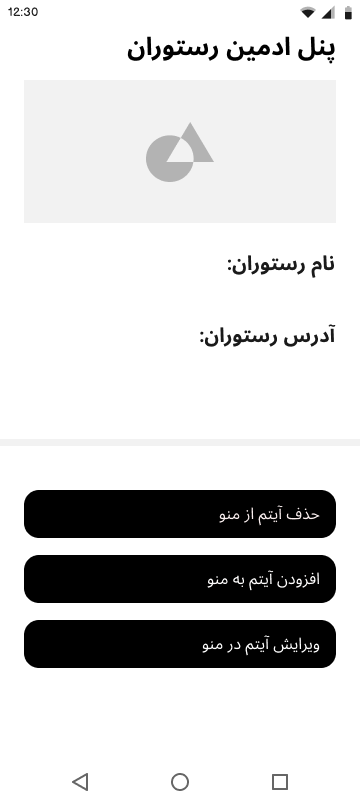 12:30
پنل ادمین رستوران
نام رستوران:
آدرس رستوران:
حذف آیتم از منو
افزودن آیتم به منو
ویرایش آیتم در منو